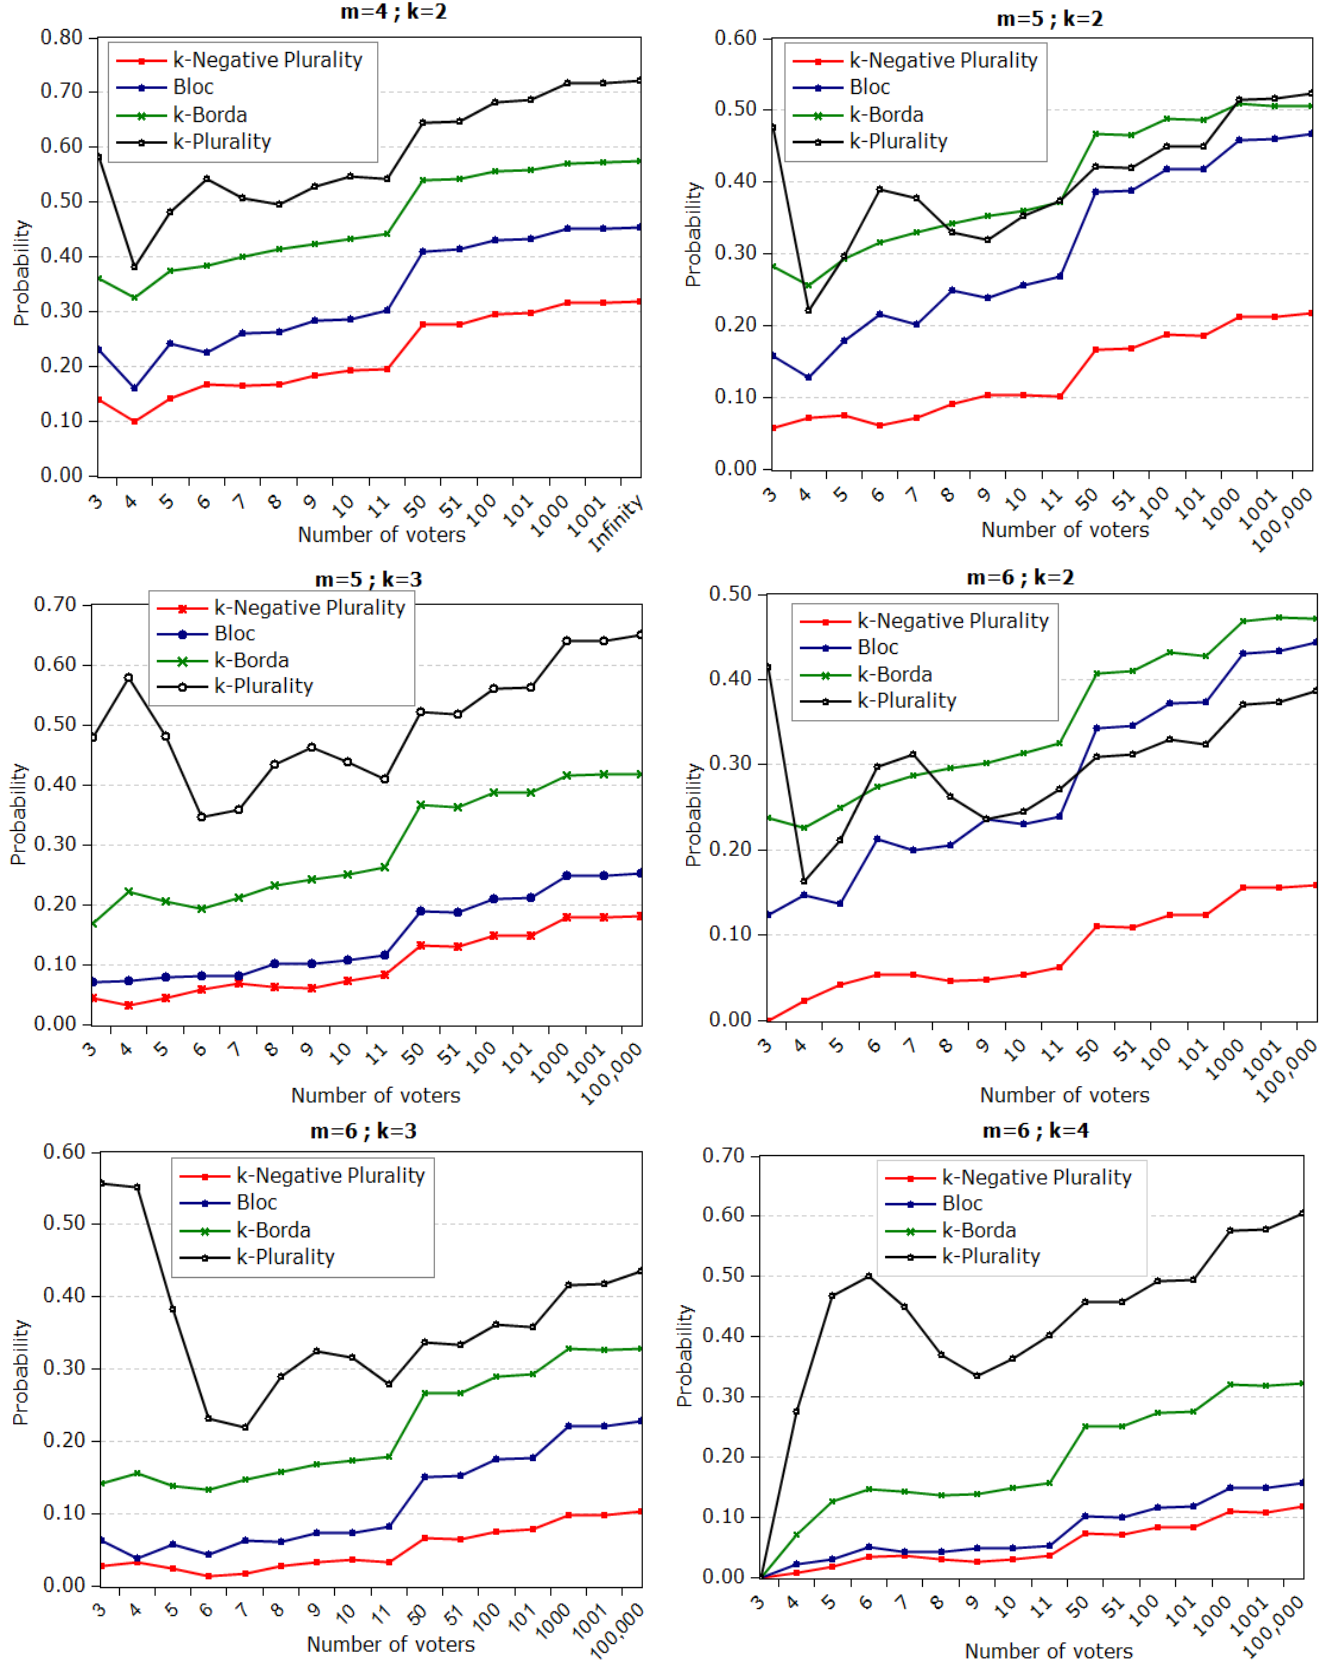 m=4 ; k=2
0.80
0.70
0.60
0.50
0.40
0.30
0.20
0.10
0.00
Probability
k-Negative Plurality
Bloc
k-Borda
k-Plurality
3 4 5 6 7 8 9 10 11 50 51 100 101 1000 1001 Infinity
Number of voters
m=5 ; k=2
0.60
0.50
0.40
0.30
0.20
0.10
0.00
Probability
k-Negative Plurality
Bloc
k-Borda
k-Plurality
3 4 5 6 7 8 9 10 11 50 51 100 101 1000 1001 100,000
Number of voters
m=5 ; k=3
0.70
0.60
0.50
0.40
0.30
0.20
0.10
0.00
Probability
k-Negative Plurality
Bloc
k-Borda
k-Plurality
3 4 5 6 7 8 9 10 11 50 51 100 101 1000 1001 100,000
Number of voters
m=6 ; k=2
0.50
0.40
0.30
0.20
0.10
0.00
Probability
k-Negative Plurality
Bloc
k-Borda
k-Plurality
3 4 5 6 7 8 9 10 11 50 51 100 101 1000 1001 100,000
Number of voters
m=6 ; k=3
0.60
0.50
0.40
0.30
0.20
0.10
0.00
Probability
k-Negative Plurality
Bloc
k-Borda
k-Plurality
3 4 5 6 7 8 9 10 11 50 51 100 101 1000 1001 100,000
Number of voters
m=6 ; k=4
0.70
0.60
0.50
0.40
0.30
0.20
0.10
0.00
Probability
k-Negative Plurality
Bloc
k-Borda
k-Plurality
3 4 5 6 7 8 9 10 11 50 51 100 101 1000 1001 100,000
Number of voters